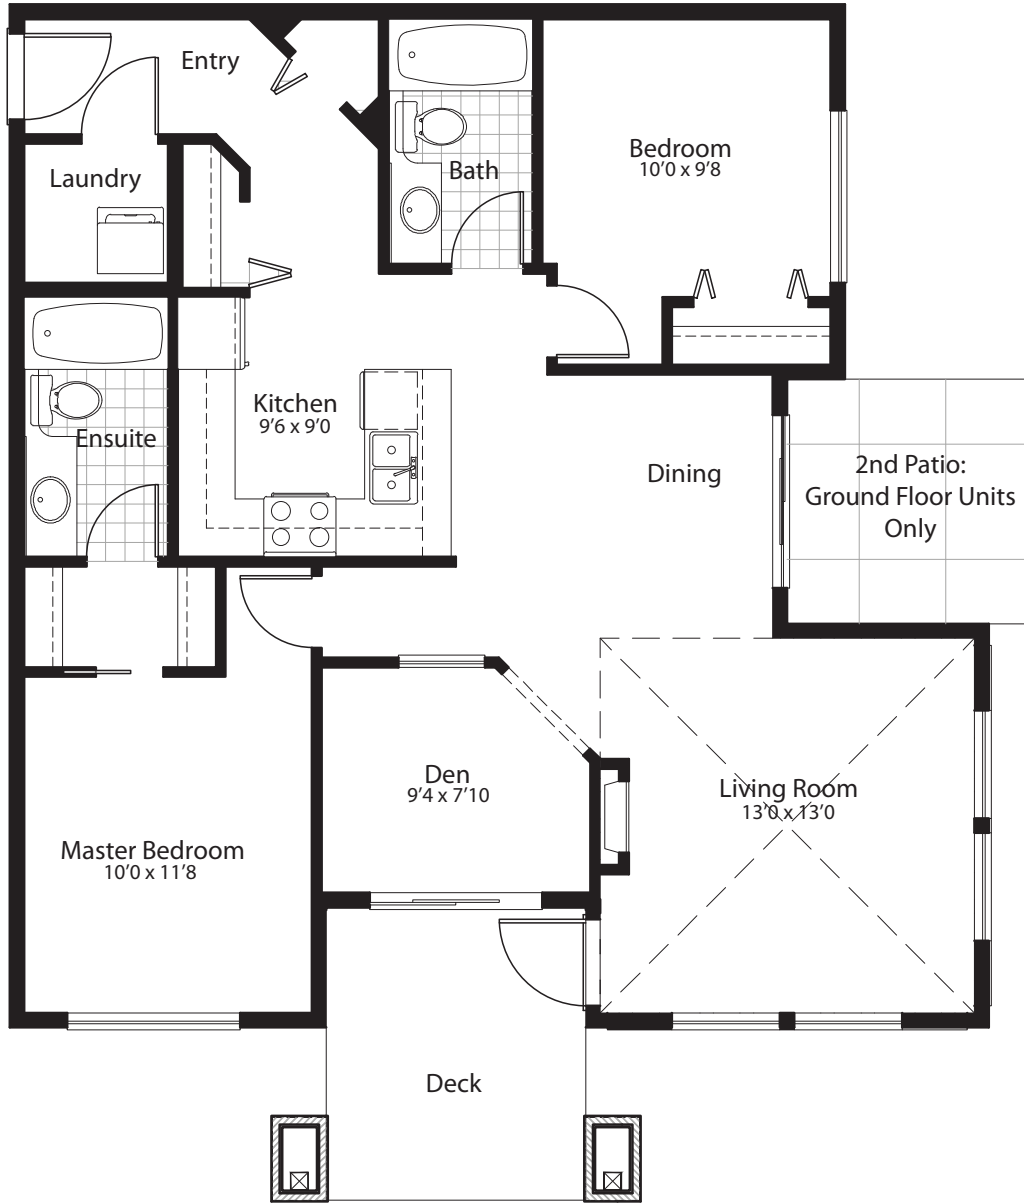 Entry
Laundry
Bath
Bedroom
10'0 x 9'8
Kitchen
9'6 x 9'0
Ensuite
Dining
2nd Patio:
Ground Floor Units
Only
Den
9'4 x 7'10
Living Room
13'0 x 13'0
Master Bedroom
10'0 x 11'8
Deck